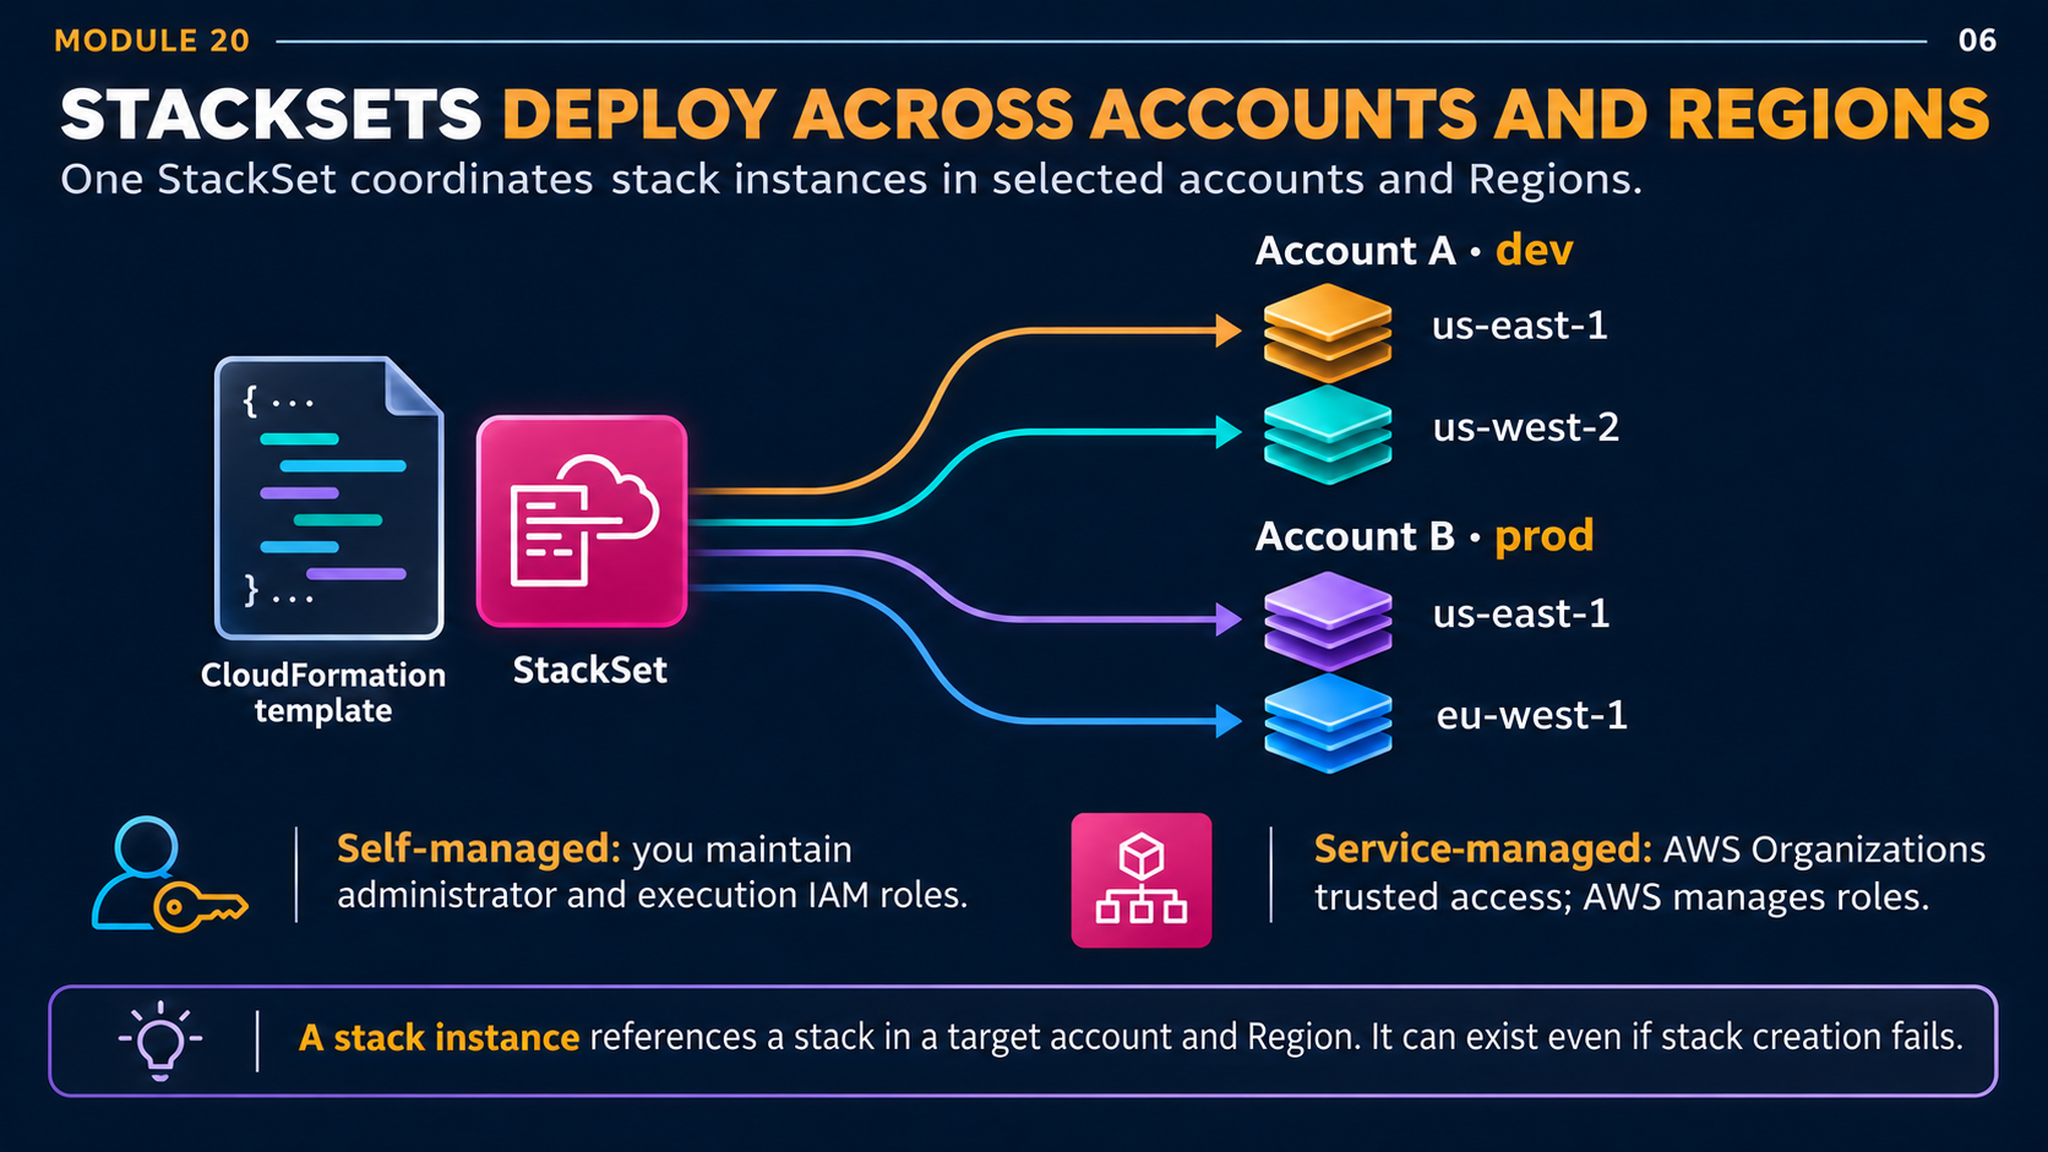 MODULE 20
06
STACKSETS DEPLOY ACROSS ACCOUNTS AND REGIONS
One StackSet coordinates stack instances in selected accounts and Regions.
{ ...
} ...
CloudFormation
template
StackSet
Account A • dev
us-east-1
us-west-2
Account B • prod
us-east-1
eu-west-1
Self-managed: you maintain
administrator and execution IAM roles.
Service-managed: AWS Organizations
trusted access; AWS manages roles.
A stack instance references a stack in a target account and Region. It can exist even if stack creation fails.